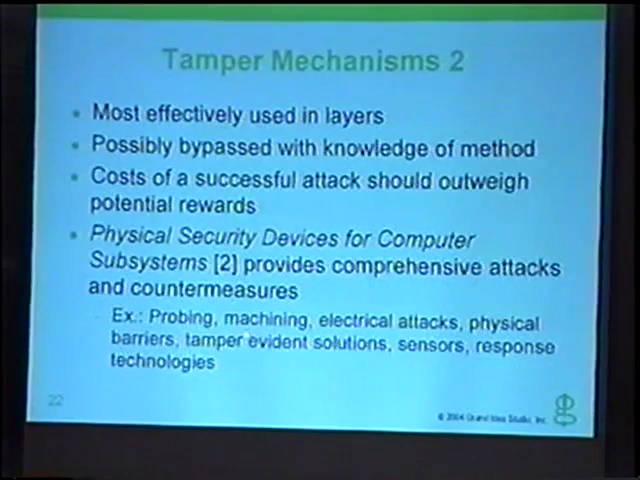 Tamper Mechanisms 2
Most effectively used in layers
Possibly bypassed with knowledge of method
Costs of a successful attack should outweigh
potential rewards
Physical Security Devices for Computer
Subsystems [2] provides comprehensive attacks
and countermeasures
Ex.: Probing, machining, electrical attacks, physical
barriers, tamper evident solutions, sensors, response
technologies
22
© 2004 Grand Idea Studio, Inc.